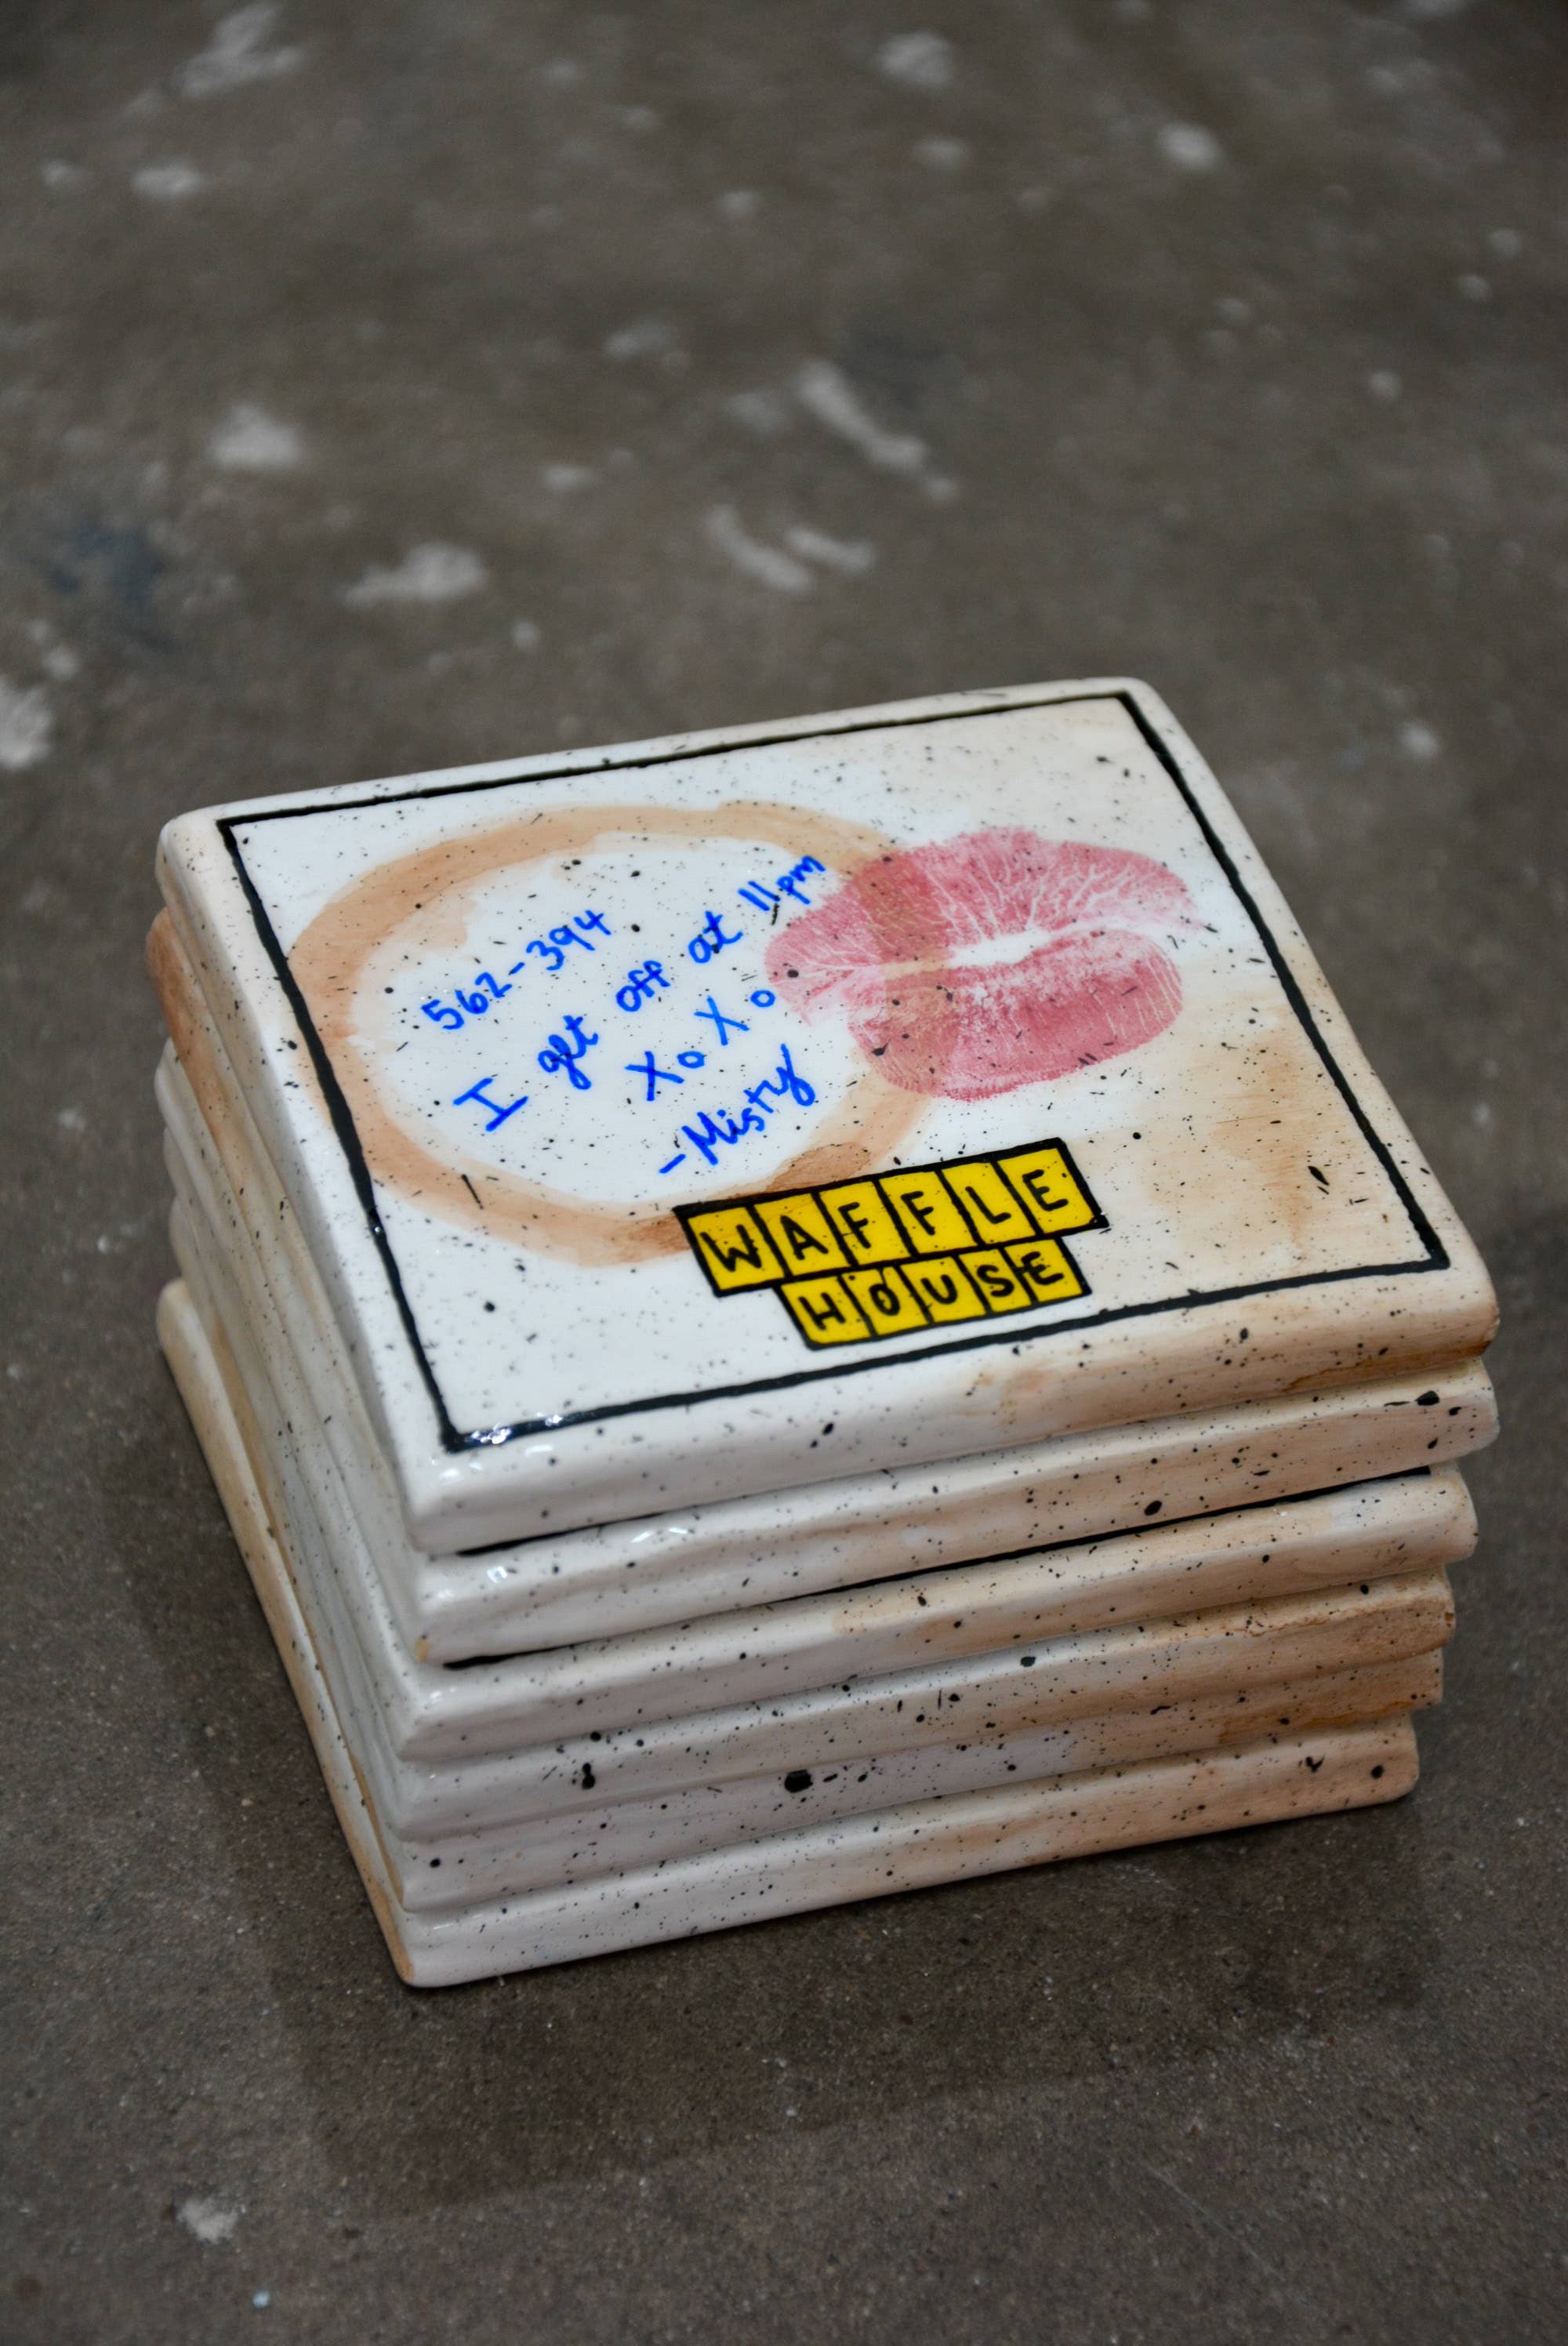 562-394
I get off at 11pm
XoXo
-Misty
WAFFLE
HOUSE